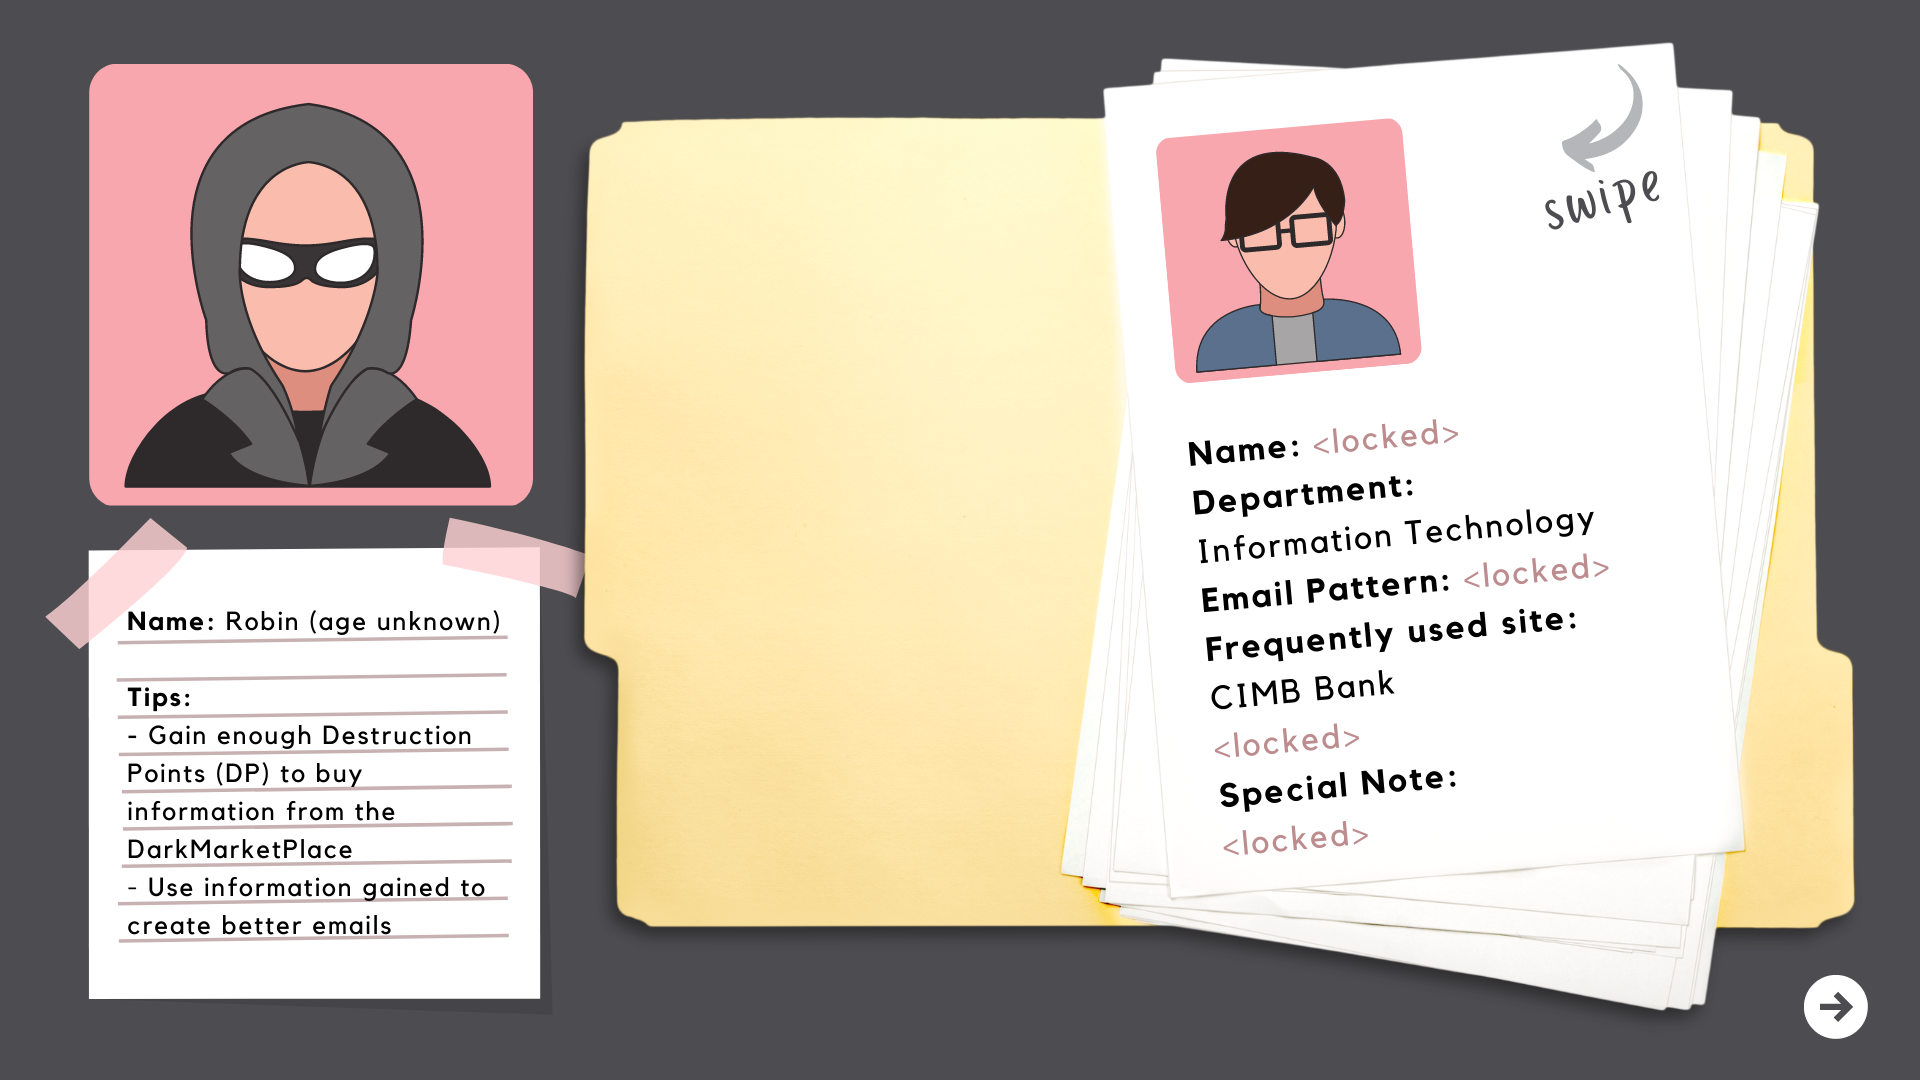 Name: Robin (age unknown)
Tips:
- Gain enough Destruction
Points (DP) to buy
information from the
DarkMarketPlace
- Use information gained to
create better emails
swipe
Name: <locked>
Department:
Information Technology
Email Pattern: <locked>
Frequently used site:
CIMB Bank
<locked>
Special Note:
<locked>